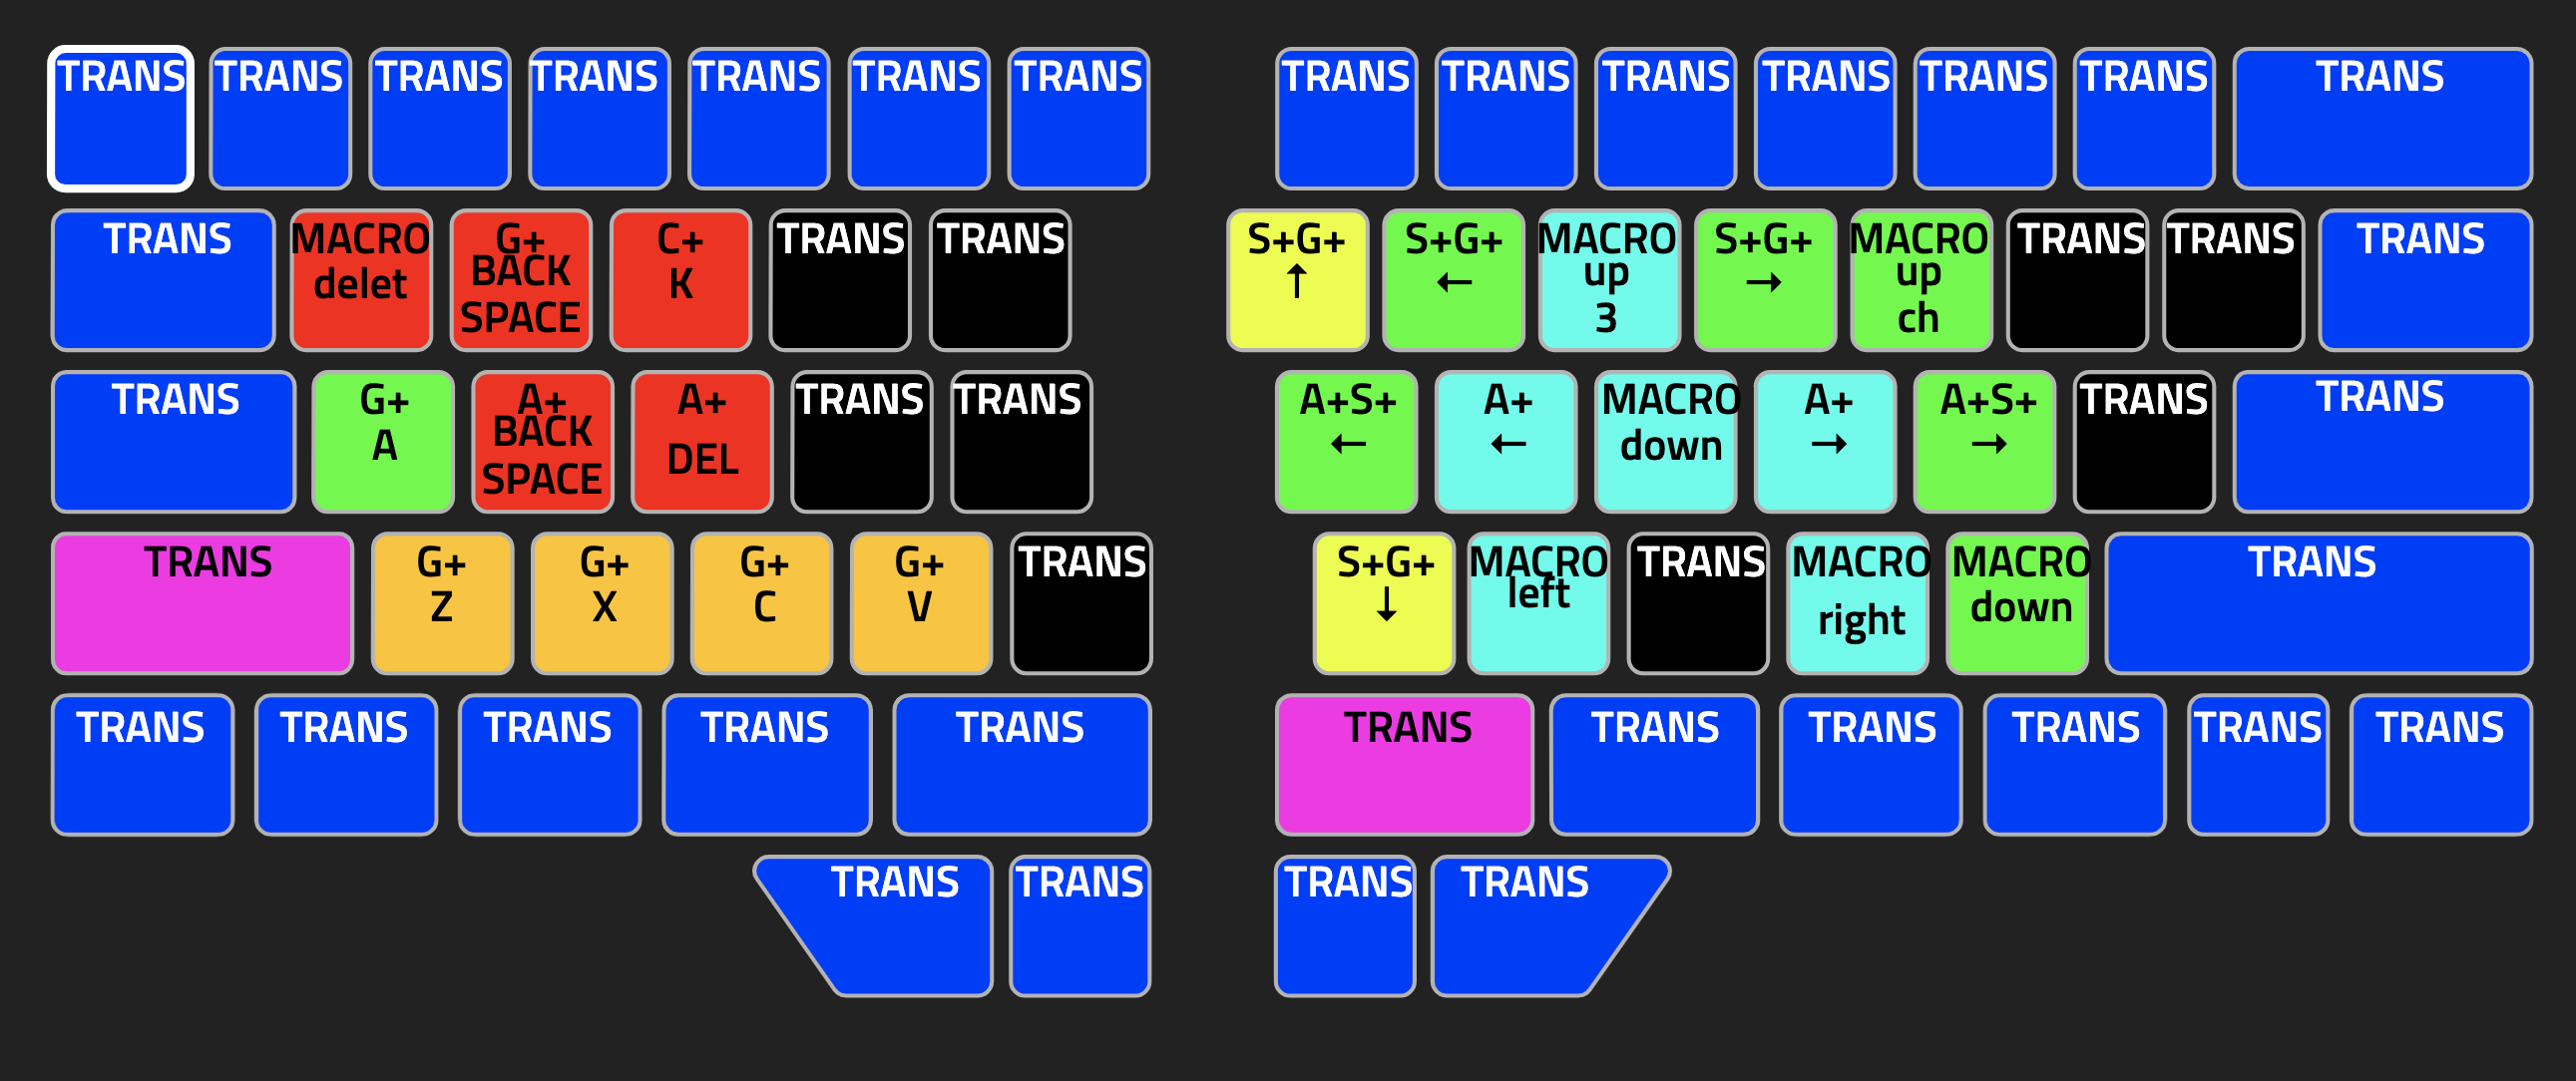 TRANS TRANS TRANS TRANS TRANS TRANS TRANS TRANS TRANS TRANS TRANS TRANS TRANS TRANS
TRANS MACRO G+ C+ TRANS TRANS S+G+ S+G+ MACRO S+G+ MACRO TRANS TRANS TRANS
delet BACK K ↑ ← up → up
SPACE 3 ch
TRANS G+ A+ A+ TRANS TRANS A+S+ A+ MACRO A+ A+S+ TRANS TRANS
A BACK DEL ← ← down → →
SPACE
TRANS G+ G+ G+ G+ TRANS S+G+ MACRO TRANS MACRO MACRO TRANS
Z X C V ↓ left right down
TRANS TRANS TRANS TRANS TRANS TRANS TRANS TRANS TRANS TRANS TRANS
TRANS TRANS TRANS TRANS